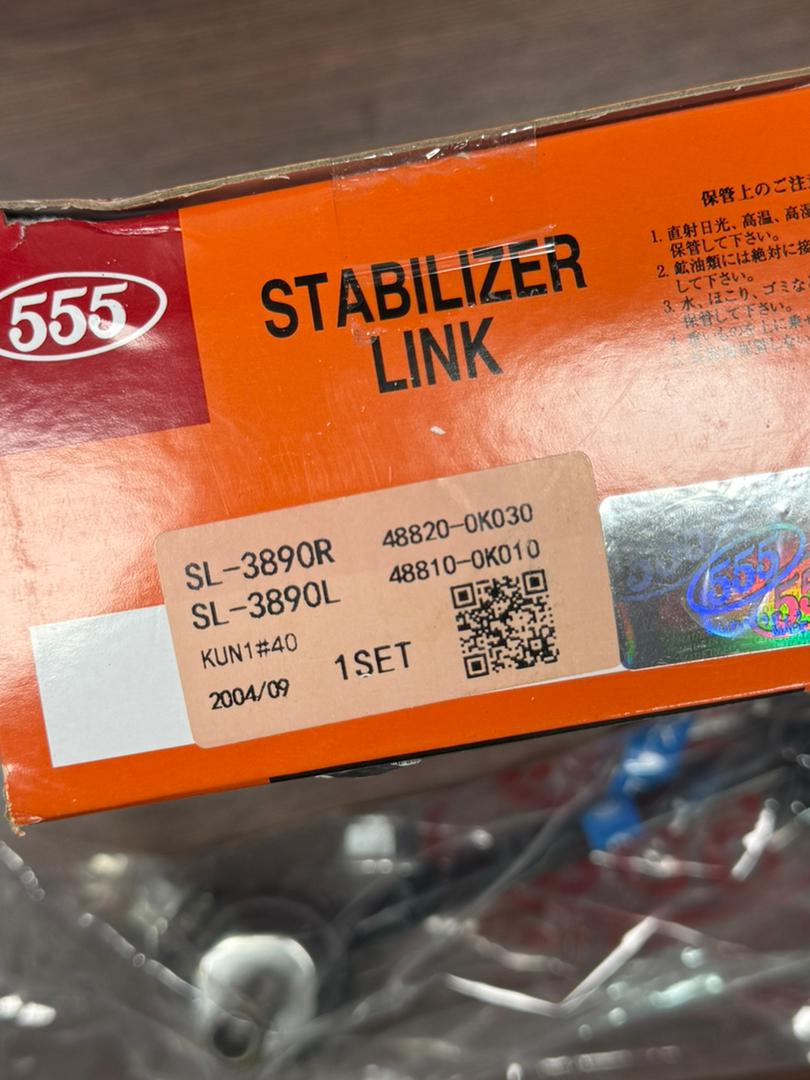 555
STABILIZER
LINK
保管上のご注
1. 直射日光、高温、高湿
保管して下さい。
2. 鉱油類には絶対に接
して下さい。
3. 水、ほこり、ゴミな
保管して下さい。
SL-3890R
48820-0K030
SL-3890L
48810-0K010
KUN1#40
1SET
2004/09
555